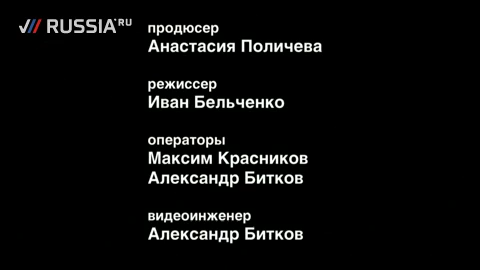 RUSSIA.RU
продюсер
Анастасия Поличева
режиссер
Иван Бельченко
операторы
Максим Красников
Александр Битков
видеоинженер
Александр Битков